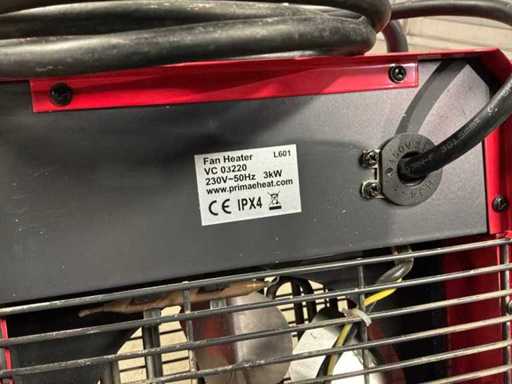 Fan Heater L601
VC 03220
230V~50Hz 3kW
www.primaeheat.com
CE IPX4